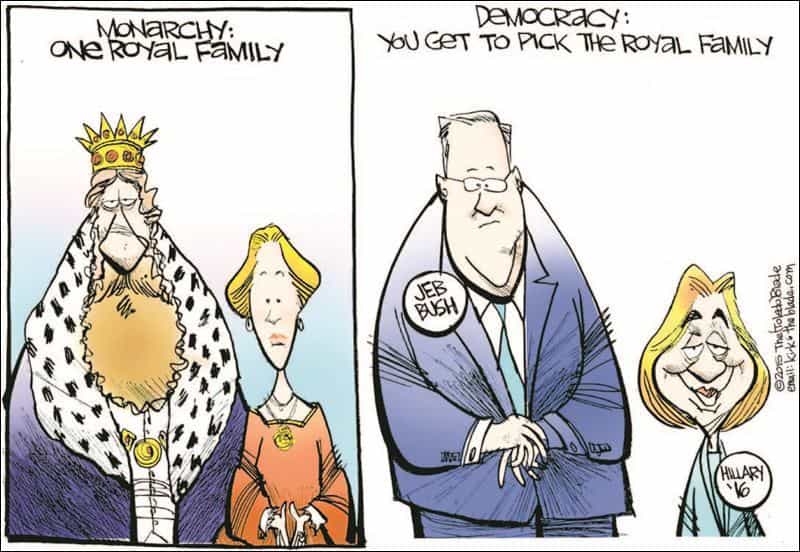 MONARCHY:
ONE ROYAL FAMILY
DEMOCRACY:
YOU GET TO PICK THE ROYAL FAMILY
JEB
BUSH
HILLARY
'16
©2015 The Toledo Blade
email: kirk@theblade.com